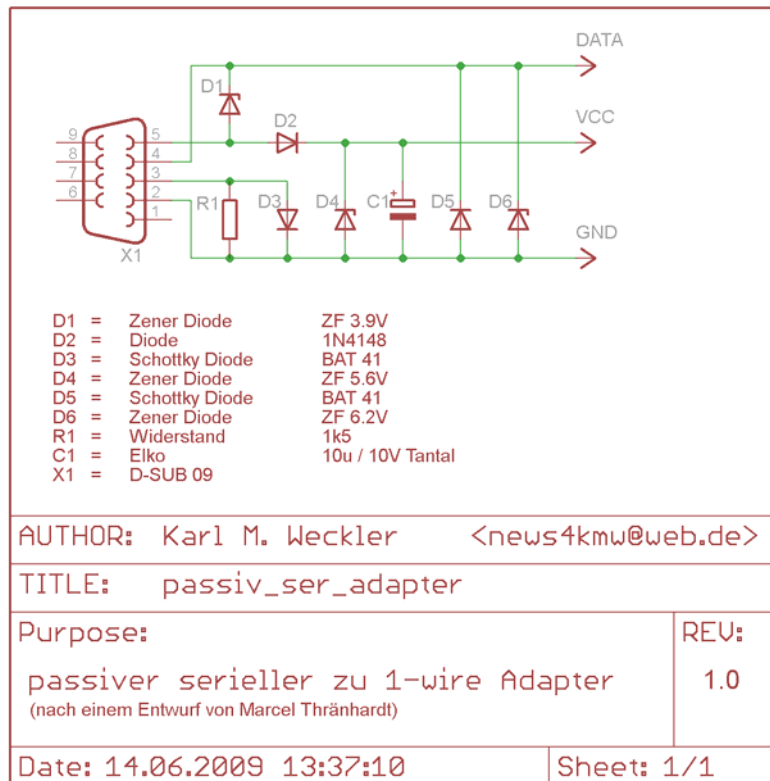 DATA
D1
VCC
D2
9 5
8 4
7 3
6 2
1
R1 D3 D4 C1 + D5 D6
GND
X1
D1 = Zener Diode ZF 3.9V
D2 = Diode 1N4148
D3 = Schottky Diode BAT 41
D4 = Zener Diode ZF 5.6V
D5 = Schottky Diode BAT 41
D6 = Zener Diode ZF 6.2V
R1 = Widerstand 1k5
C1 = Elko 10u / 10V Tantal
X1 = D-SUB 09
AUTHOR: Karl M. Weckler <news4kmw@web.de>
TITLE: passiv_ser_adapter
Purpose: REV:
passiver serieller zu 1-wire Adapter 1.0
(nach einem Entwurf von Marcel Thränhardt)
Date: 14.06.2009 13:37:10 Sheet: 1/1